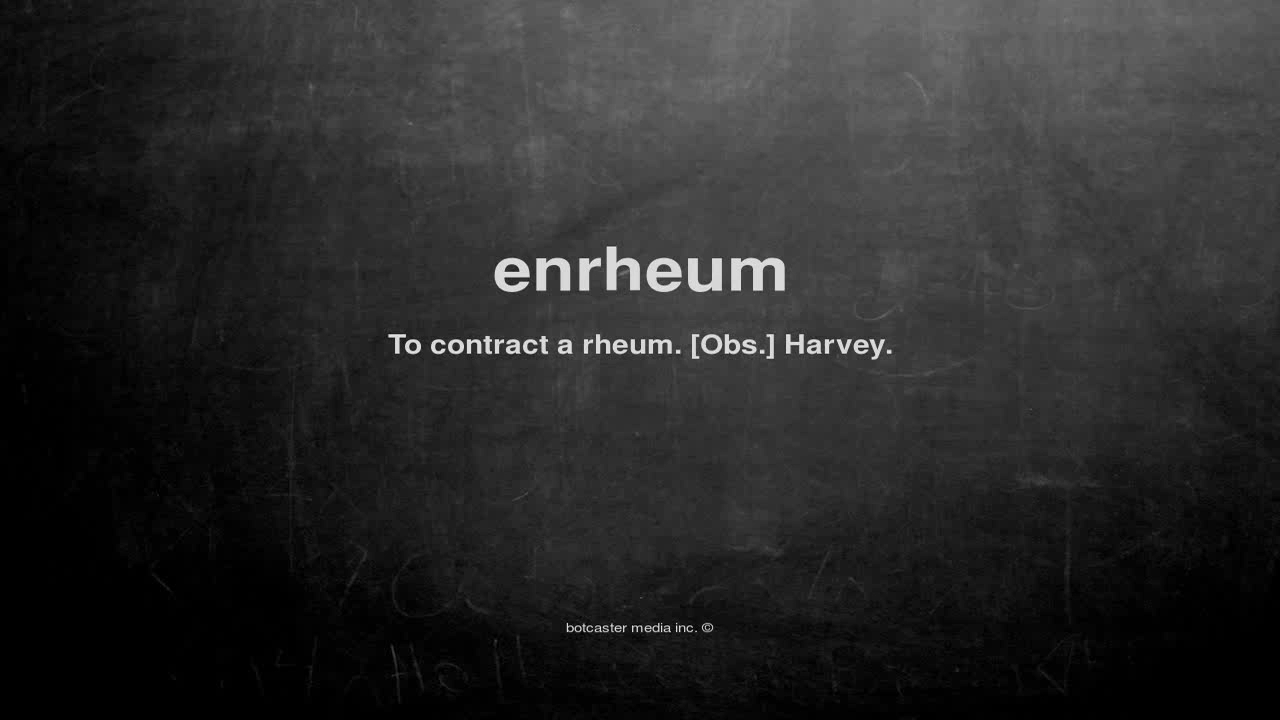 enrheum
To contract a rheum. [Obs.] Harvey.
botcaster media inc. ©